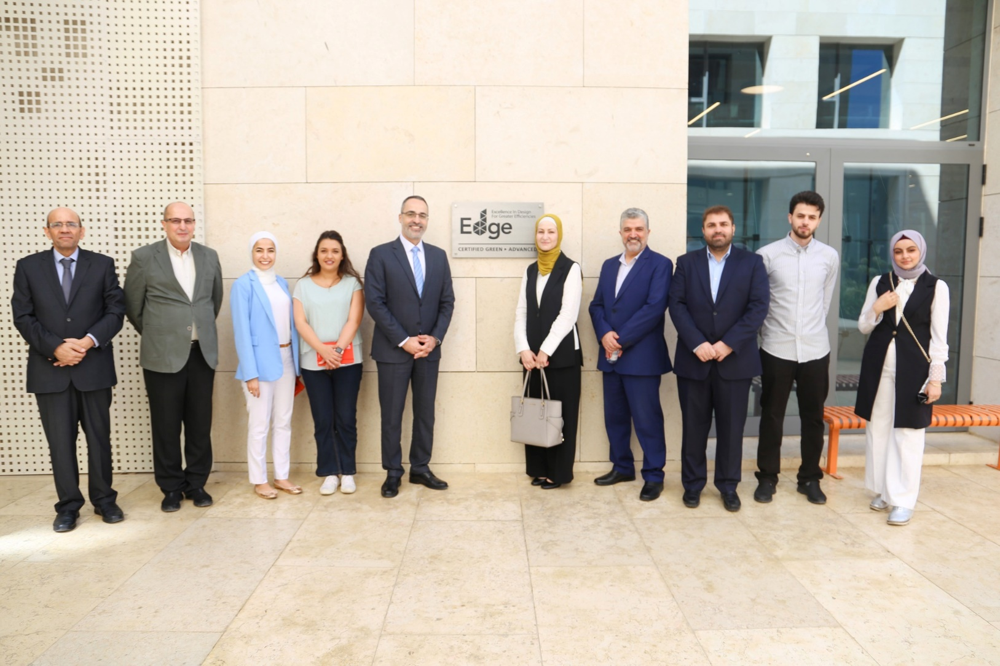 Excellence In Design
For Greater Efficiencies
Edge
CERTIFIED GREEN • ADVANCED